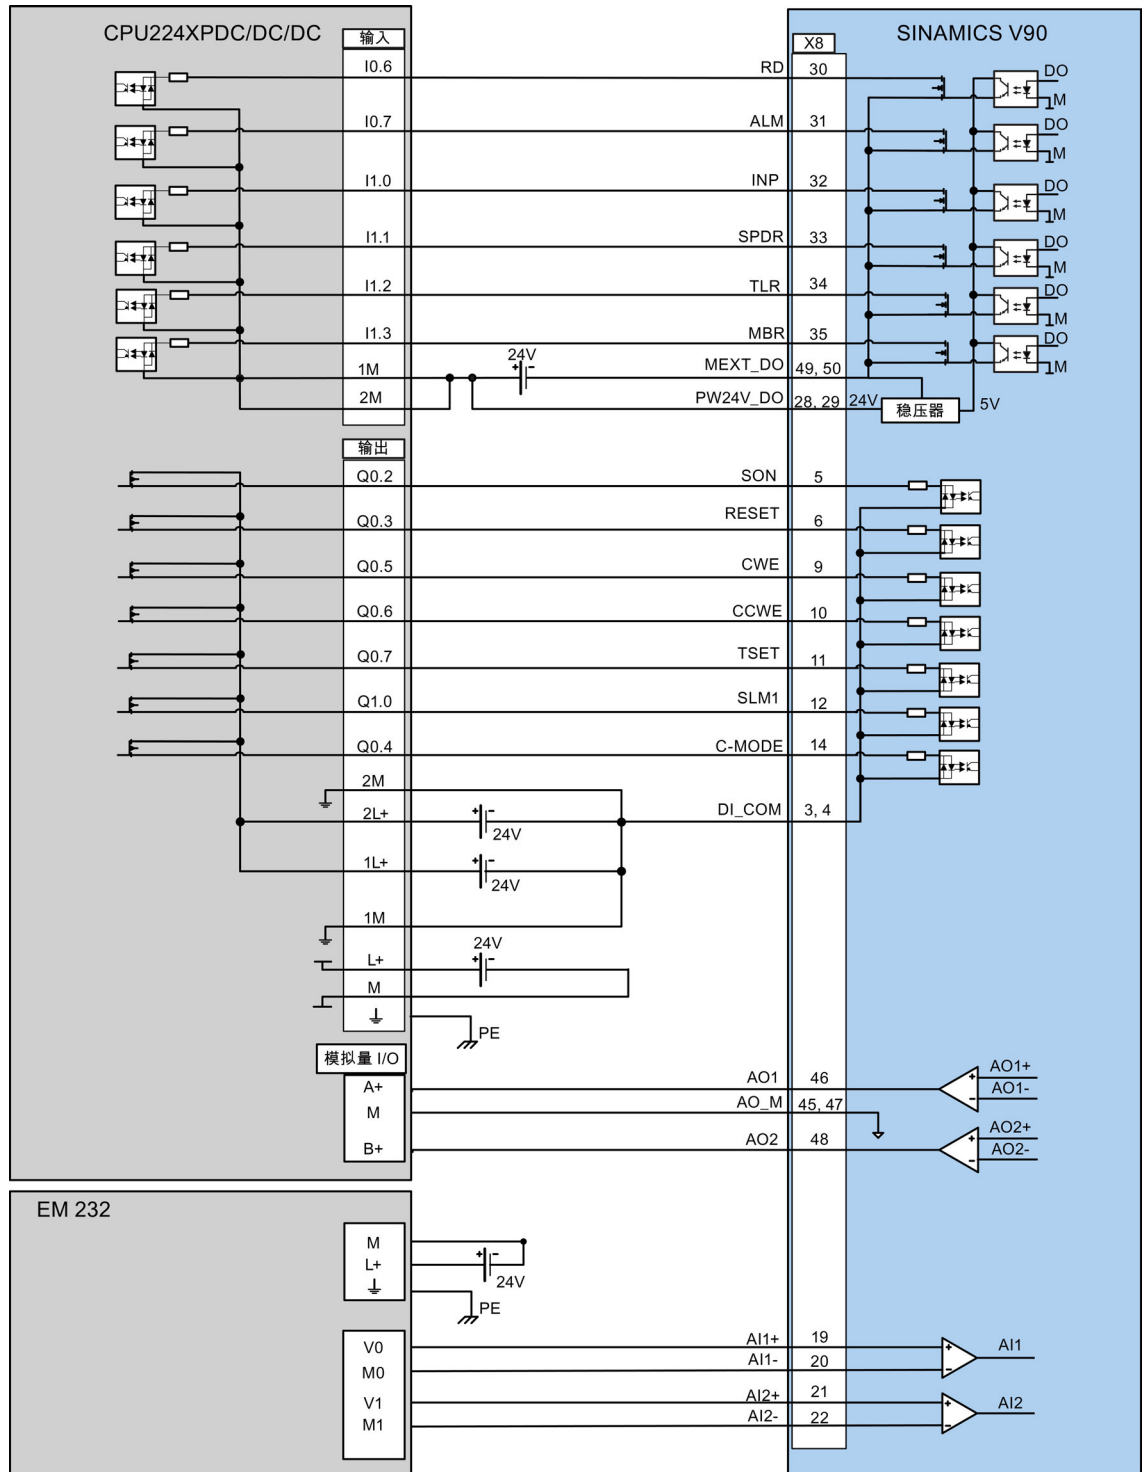 CPU224XPDC/DC/DC
SINAMICS V90
输入
X8
I0.6 RD 30 DO
M
I0.7 ALM 31 DO
M
I1.0 INP 32 DO
M
I1.1 SPDR 33 DO
M
I1.2 TLR 34 DO
M
I1.3 MBR 35 DO
M
24V
+ -
1M MEXT_DO 49, 50
2M PW24V_DO 28, 29 24V 稳压器 5V
输出
Q0.2 SON 5
Q0.3 RESET 6
Q0.5 CWE 9
Q0.6 CCWE 10
Q0.7 TSET 11
Q1.0 SLM1 12
Q0.4 C-MODE 14
2M
2L+ + - 24V DI_COM 3, 4
1L+ + - 24V
1M
24V
L+ + -
M
PE
模拟量 I/O
A+ AO1 46 + AO1+
- AO1-
M AO_M 45, 47
B+ AO2 48 + AO2+
- AO2-
EM 232
M
L+ + - 24V
PE
V0 AI1+ 19 + AI1
M0 AI1- 20 -
V1 AI2+ 21 + AI2
M1 AI2- 22 -